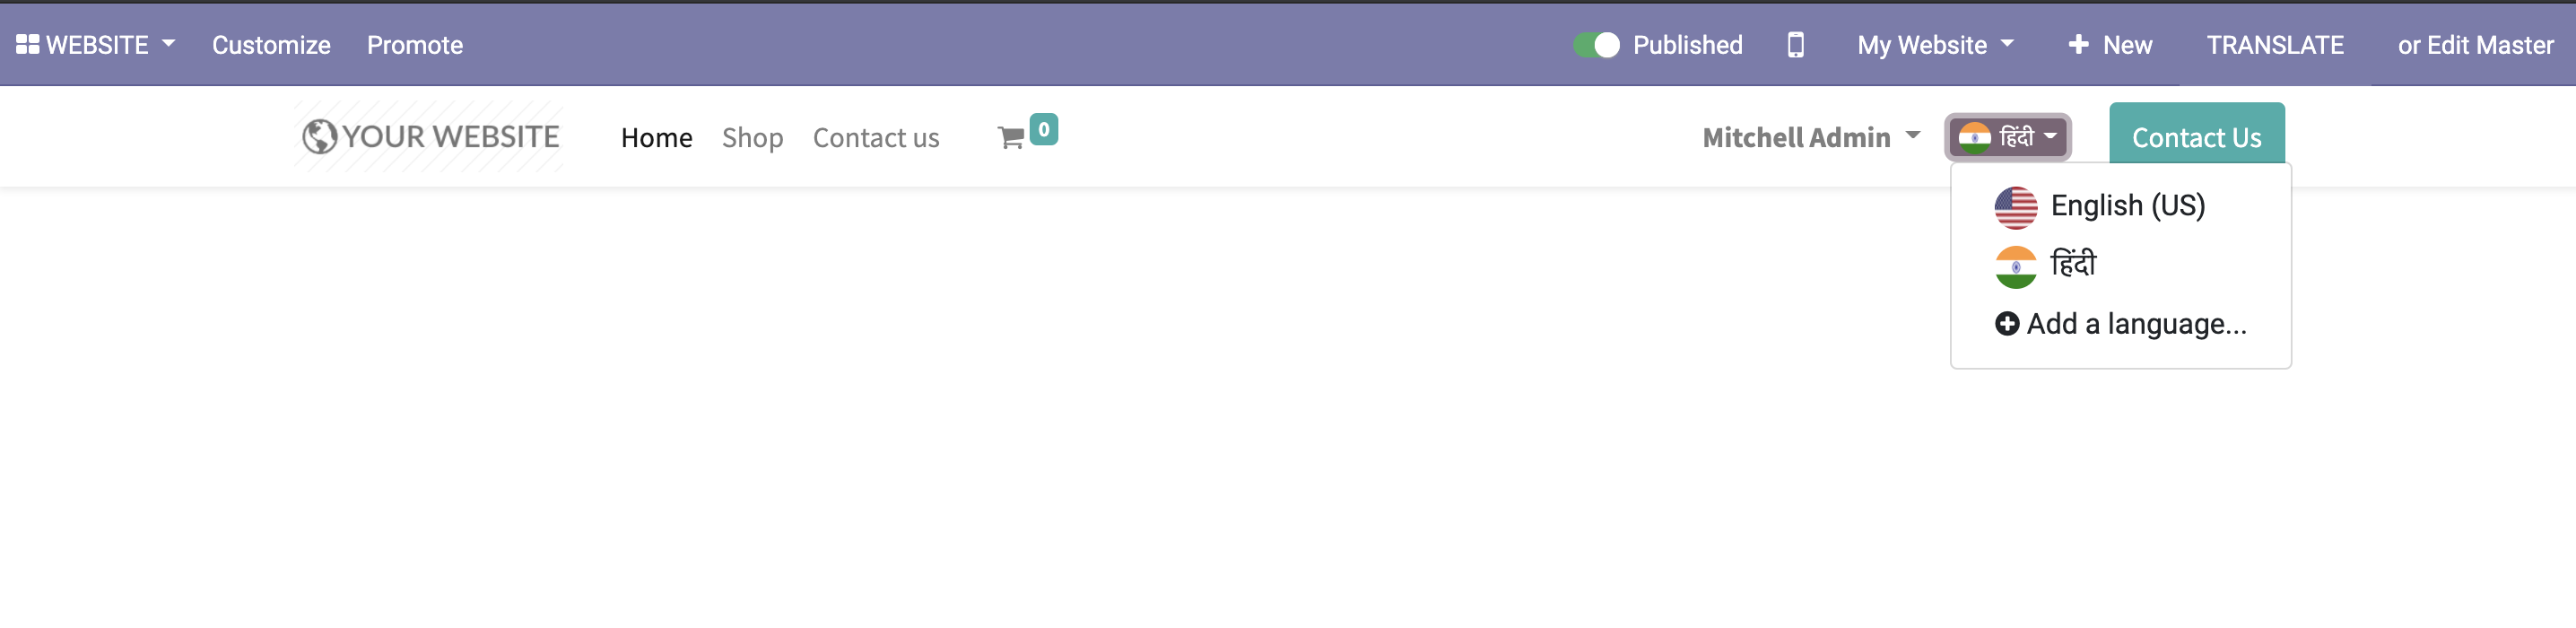 WEBSITE Customize Promote Published My Website New TRANSLATE or Edit Master
YOUR WEBSITE Home Shop Contact us 0 Mitchell Admin हिंदी Contact Us
English (US)
हिंदी
Add a language...